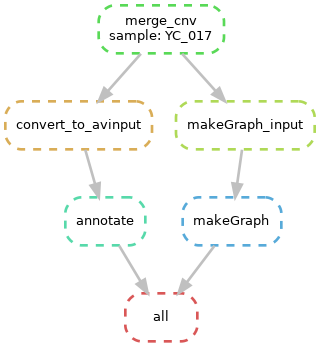 merge_cnv
sample: YC_017
convert_to_avinput
makeGraph_input
annotate
makeGraph
all